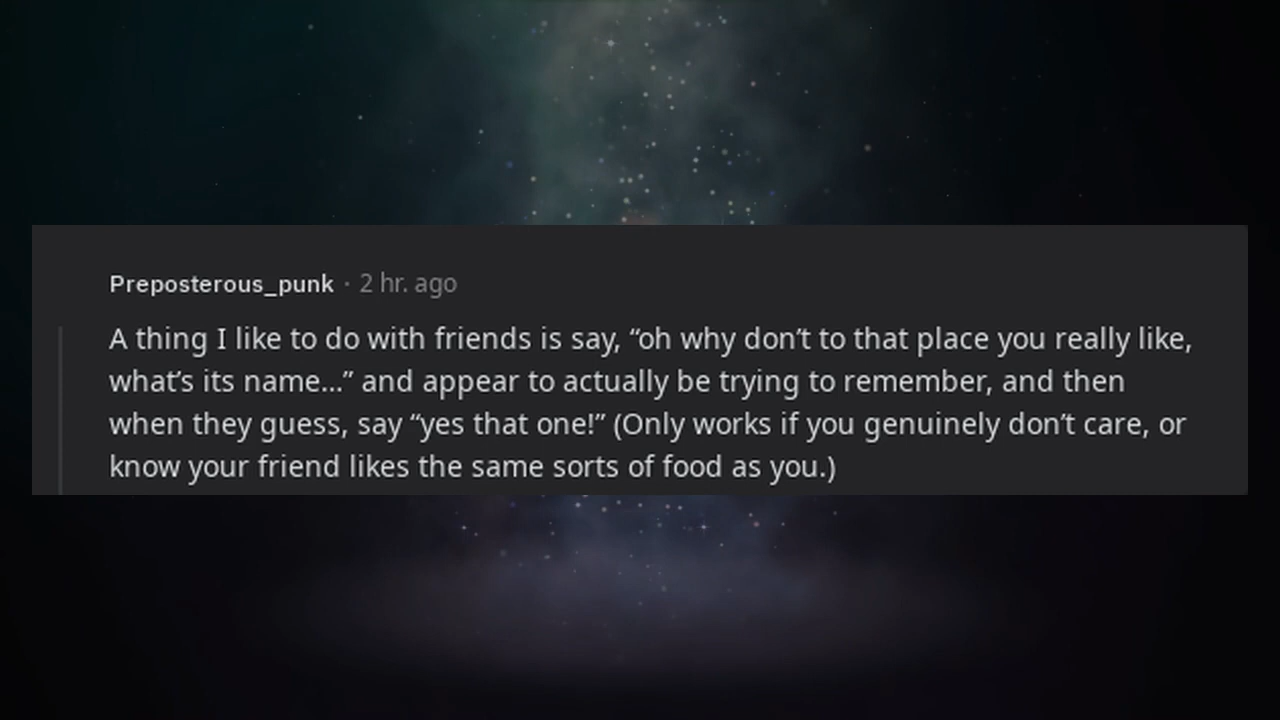 Preposterous_punk · 2 hr. ago
A thing I like to do with friends is say, “oh why don’t to that place you really like,
what’s its name...” and appear to actually be trying to remember, and then
when they guess, say “yes that one!” (Only works if you genuinely don’t care, or
know your friend likes the same sorts of food as you.)